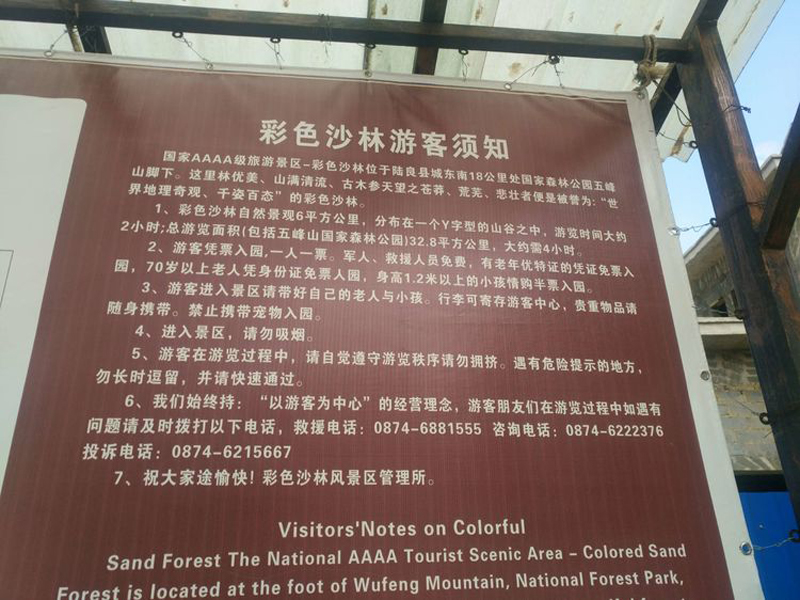 彩色沙林游客须知
国家AAAA级旅游景区-彩色沙林位于陆良县城东南18公里处国家森林公园五峰
山脚下。这里林优美、山满清流、古木参天望之苍莽、荒芜、悲壮者便是被誉为:“世
界地理奇观、千姿百态”的彩色沙林。
1、彩色沙林自然景观6平方公里,分布在一个Y字型的山谷之中,游览时间大约
2小时;总游览面积(包括五峰山国家森林公园)32.8平方公里,大约需4小时。
2、游客凭票入园,一人一票。军人、救援人员免费,有老年优特证的凭证免票入
园,70岁以上老人凭身份证免票人园,身高1.2米以上的小孩情购半票入园。
3、游客进入景区请带好自己的老人与小孩。行李可寄存游客中心,贵重物品请
随身携带。禁止携带宠物入园。
4、进入景区,请勿吸烟。
5、游客在游览过程中,请自觉遵守游览秩序请勿拥挤。遇有危险提示的地方,
勿长时逗留,并请快速通过。
6、我们始终持:“以游客为中心”的经营理念,游客朋友们在游览过程中如遇有
问题请及时拨打以下电话,救援电话:0874-6881555 咨询电话:0874-6222376
投诉电话:0874-6215667
7、祝大家途愉快!彩色沙林风景区管理所。
Visitors'Notes on Colorful
Sand Forest The National AAAA Tourist Scenic Area - Colored Sand
Forest is located at the foot of Wufeng Mountain, National Forest Park,